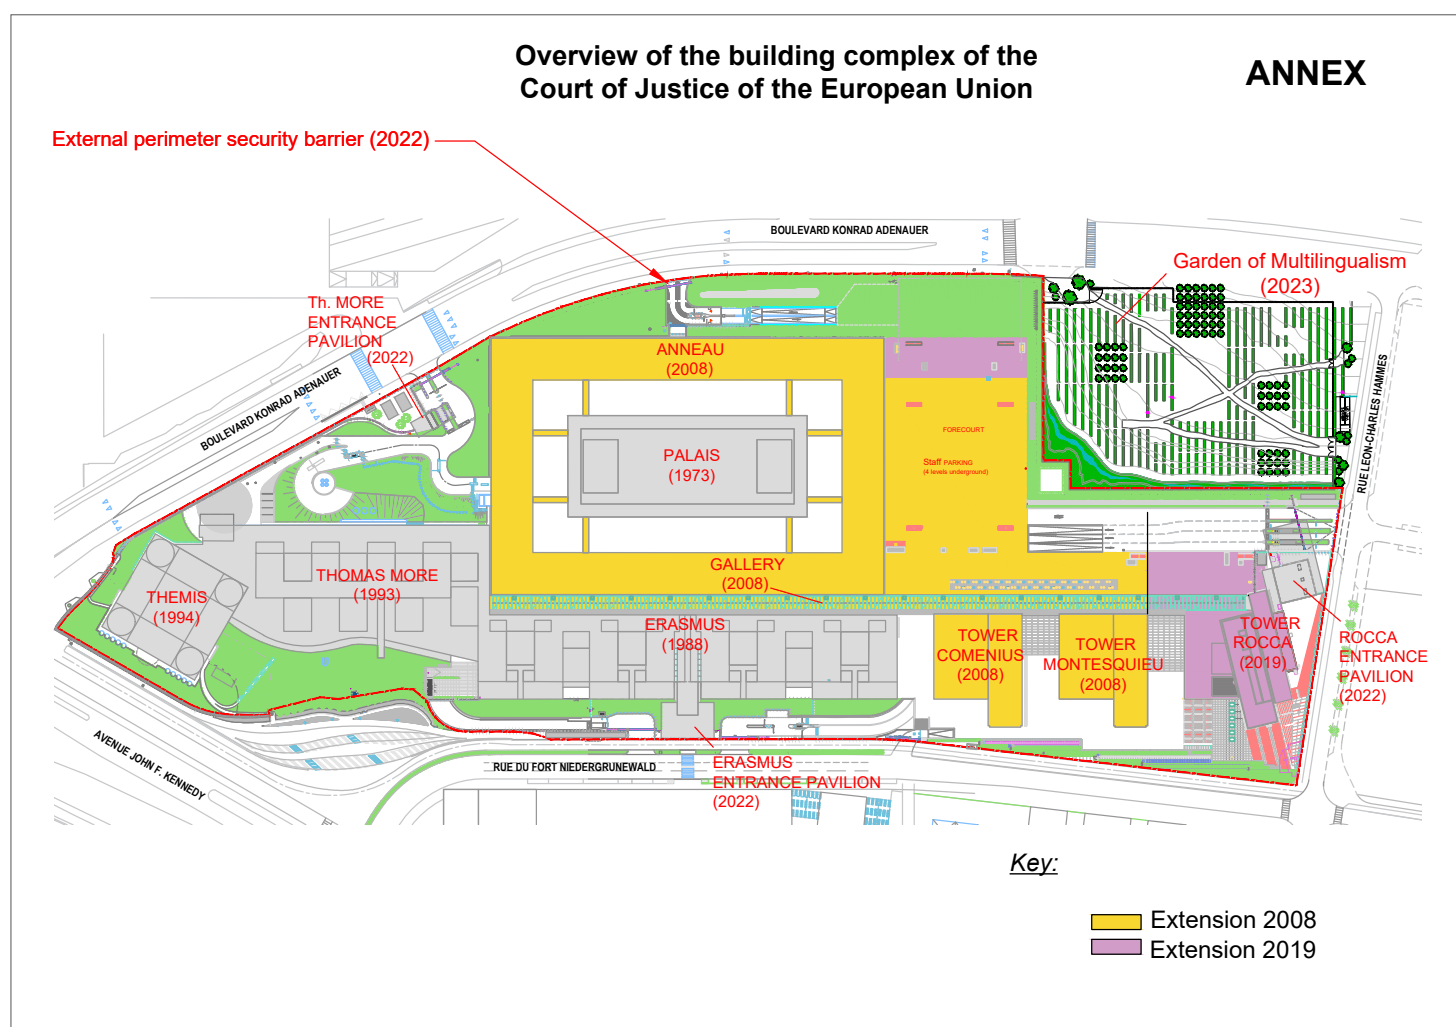 Overview of the building complex of the
Court of Justice of the European Union
ANNEX
External perimeter security barrier (2022)
BOULEVARD KONRAD ADENAUER
Garden of Multilingualism
(2023)
Th. MORE
ENTRANCE
PAVILION
(2022)
BOULEVARD KONRAD ADENAUER
ANNEAU
(2008)
RUE LEON-CHARLES HAMMES
FORECOURT
PALAIS
(1973)
Staff PARKING
(4 levels underground)
GALLERY
(2008)
THOMAS MORE
(1993)
THEMIS
(1994)
ERASMUS
(1988)
TOWER
COMENIUS
(2008)
TOWER
MONTESQUIEU
(2008)
TOWER
ROCCA
(2019)
ROCCA
ENTRANCE
PAVILION
(2022)
AVENUE JOHN F. KENNEDY
RUE DU FORT NIEDERGRUNEWALD
ERASMUS
ENTRANCE PAVILION
(2022)
Key:
Extension 2008
Extension 2019